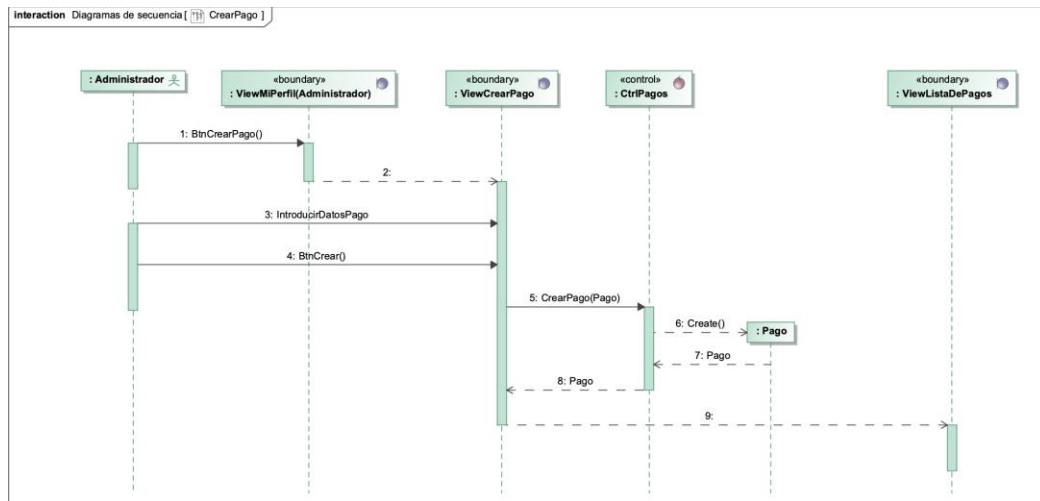 interaction Diagramas de secuencia[ CrearPago ]
: Administrador
«boundary»
: ViewMiPerfil(Administrador)
«boundary»
: ViewCrearPago
«control»
: CtrlPagos
«boundary»
: ViewListaDePagos
1: BtnCrearPago()
2:
3: IntroducirDatosPago
4: BtnCrear()
5: CrearPago(Pago)
6: Create()
: Pago
7: Pago
8: Pago
9: